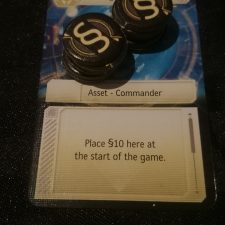 §
§
Asset - Commander
Place §10 here at
the start of the game.